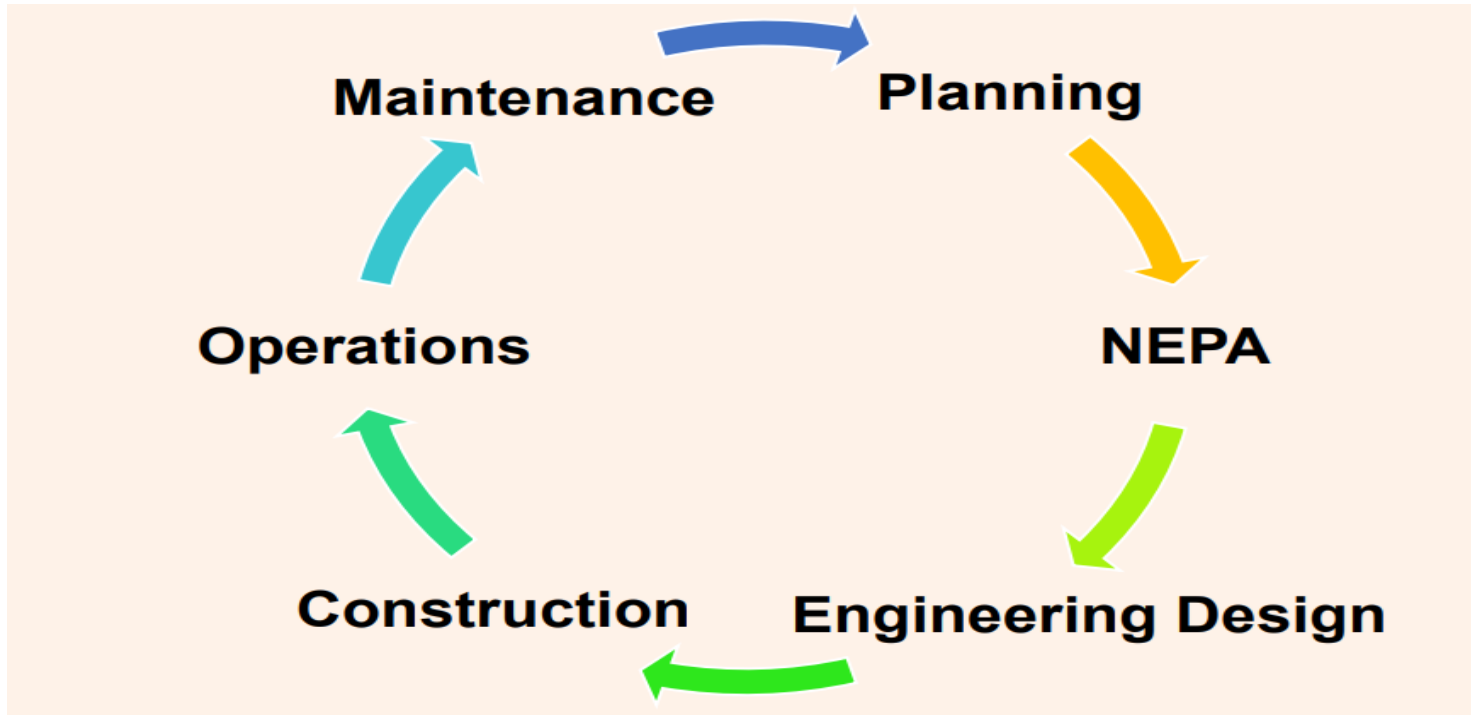 Maintenance
Planning
Operations
NEPA
Construction
Engineering Design